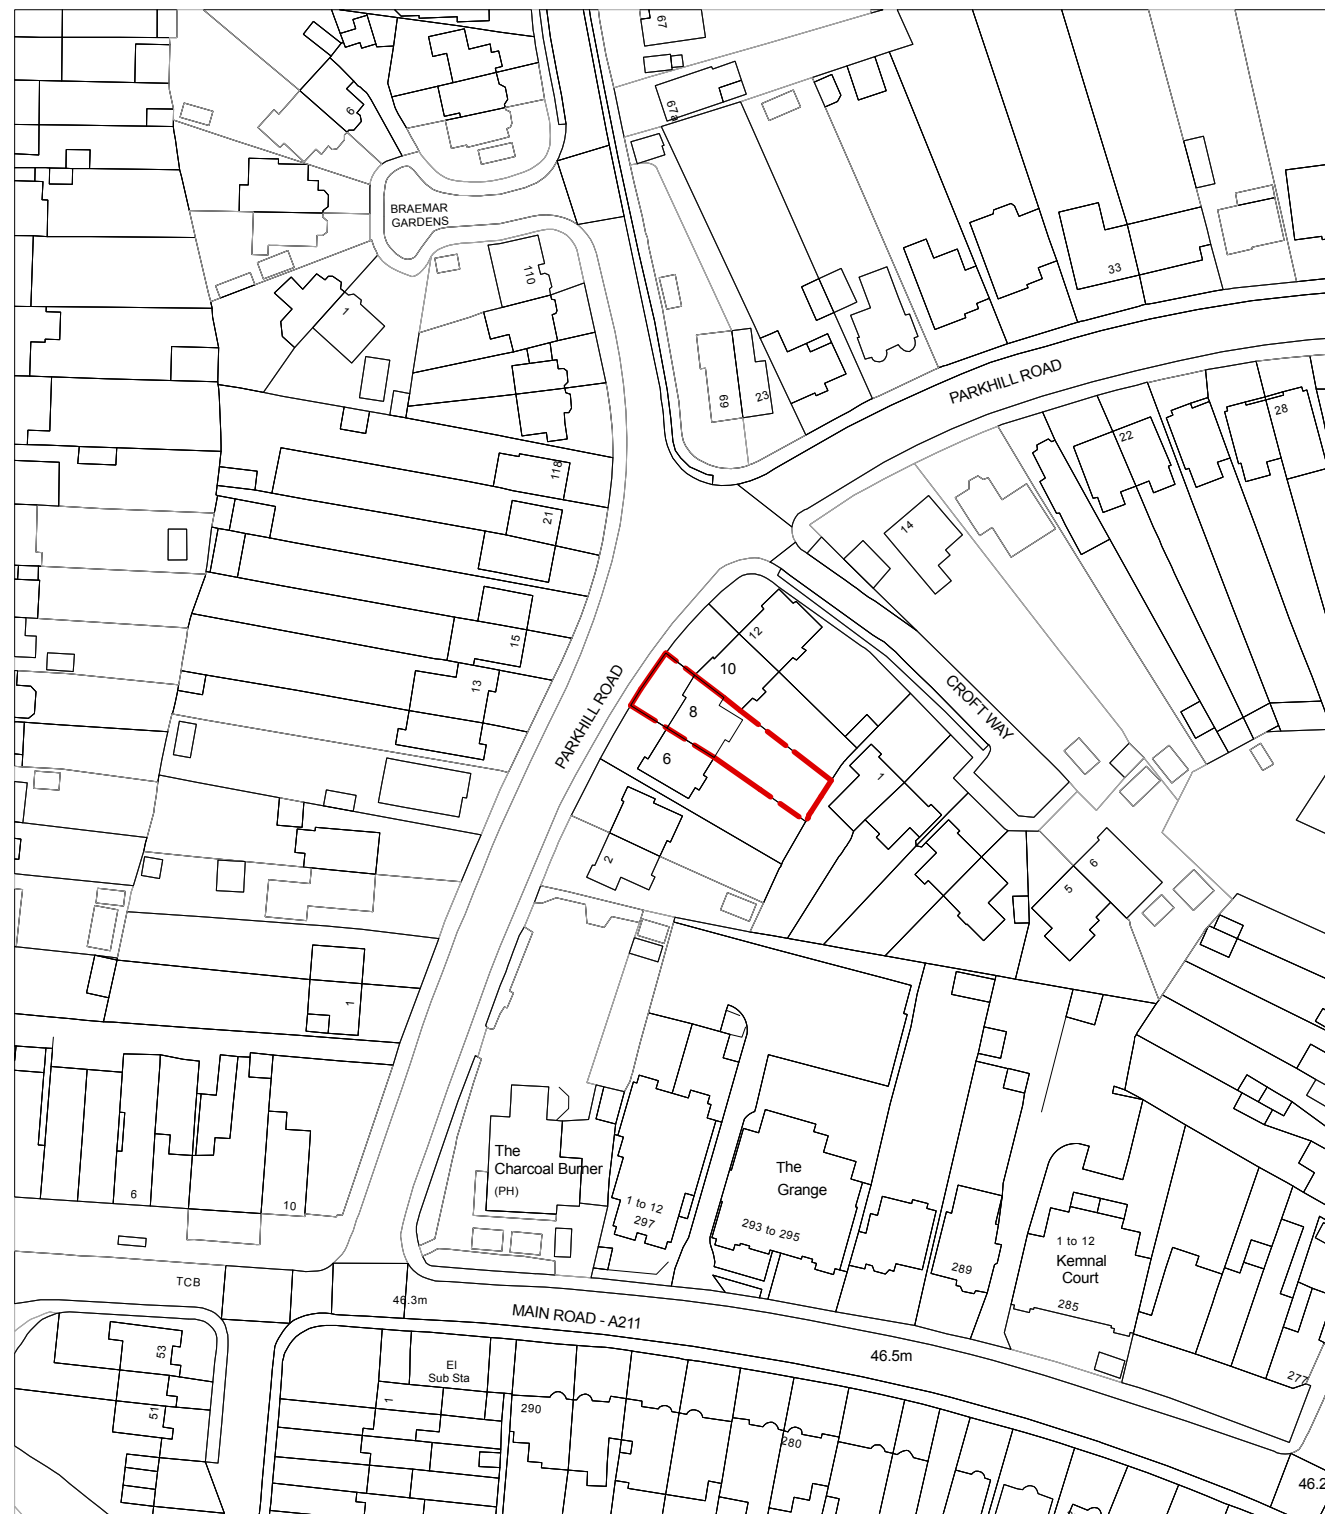 67
67a
6
BRAEMAR
GARDENS
110
1
33
69
23
PARKHILL ROAD
28
22
118
21
14
15
12
10
13
8
PARKHILL ROAD
CROFT WAY
6
1
2
6
5
1
The
Charcoal Burner
(PH)
The
Grange
1 to 12
297
293 to 295
6
10
289
1 to 12
Kemnal
Court
285
TCB
46.3m
MAIN ROAD - A211
46.5m
53
El
Sub Sta
277
51
1
290
280
46.2